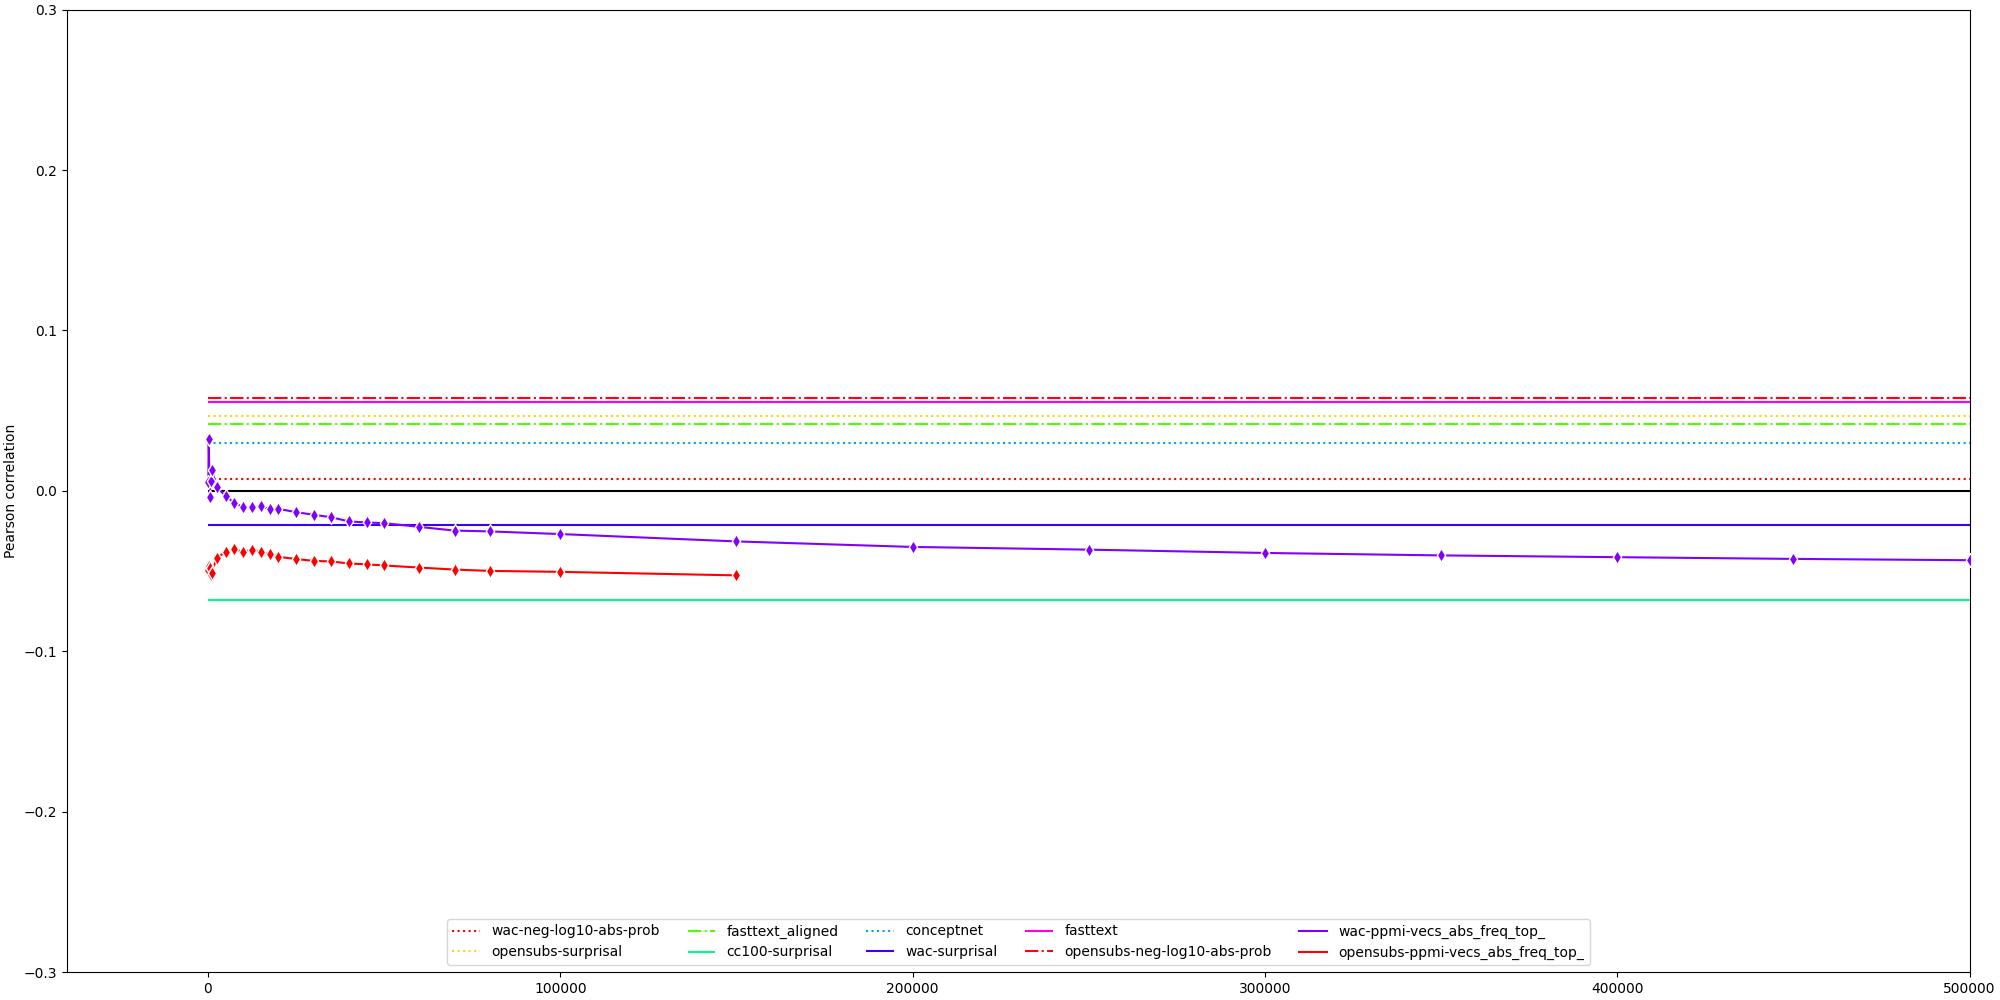 0.3
0.2
0.1
0.0
−0.1
−0.2
−0.3
Pearson correlation
wac-neg-log10-abs-prob
opensubs-surprisal
fasttext_aligned
cc100-surprisal
conceptnet
wac-surprisal
fasttext
opensubs-neg-log10-abs-prob
wac-ppmi-vecs_abs_freq_top_
opensubs-ppmi-vecs_abs_freq_top_
0
100000
200000
300000
400000
500000